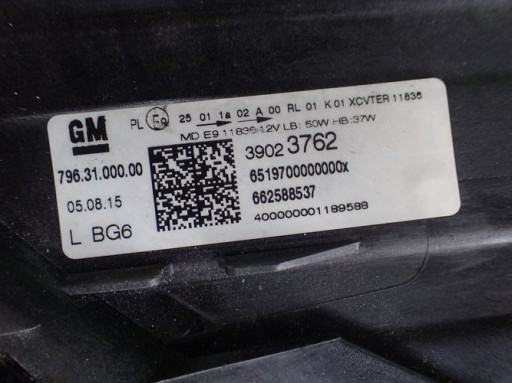 GM
PL E9 25 01 1a 02 A 00 RL 01 K 01 XCVTER 11836
MD E9 11836 12V LB: 50W HB:37W
796.31.000.00
05.08.15
L BG6
3902 3762
6519700000000X
662588537
400000001189588